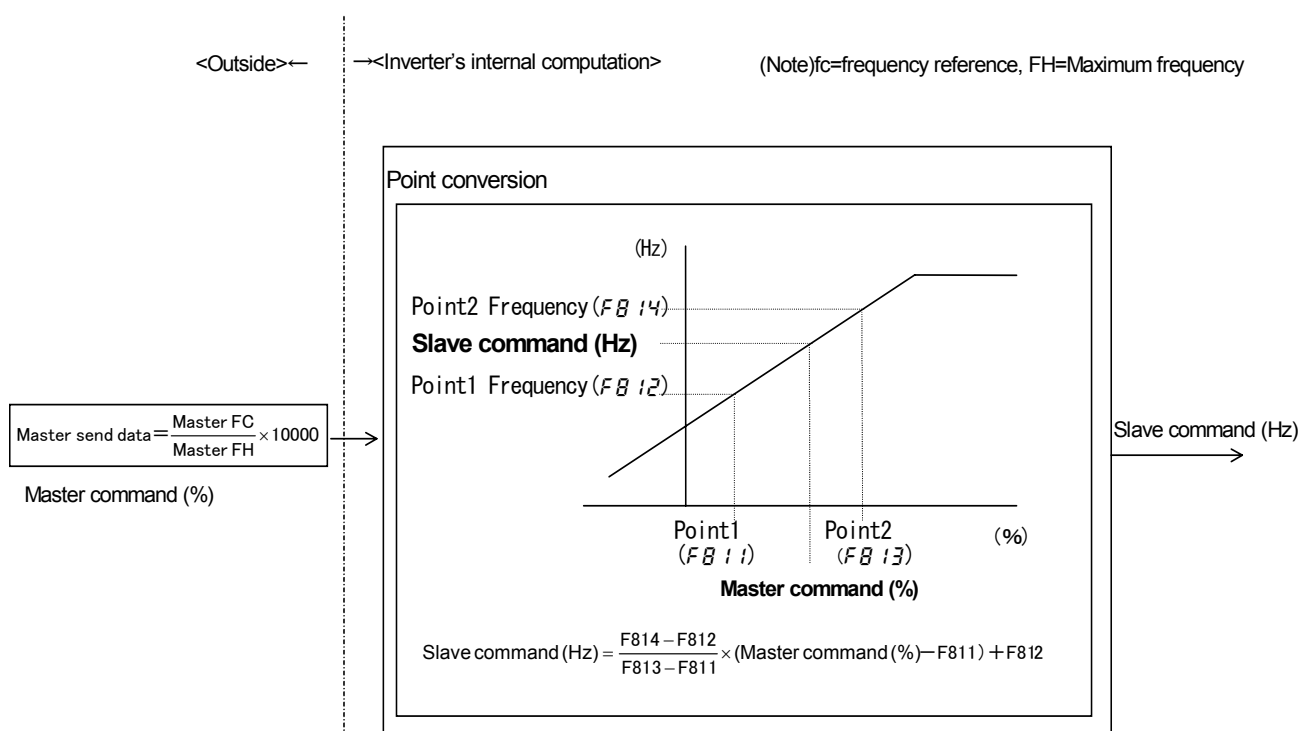 <Outside>← →<Inverter's internal computation> (Note)fc=frequency reference, FH=Maximum frequency
Point conversion
(Hz)
Point2 Frequency(F814)
Slave command (Hz)
Point1 Frequency(F812)
Master send data＝Master FC/Master FH×10000
Master command (%)
Slave command (Hz)
Point1 Point2 (%)
(F811) (F813)
Master command (%)
Slave command (Hz) = F814−F812/F813−F811 × (Master command (%)−F811) +F812